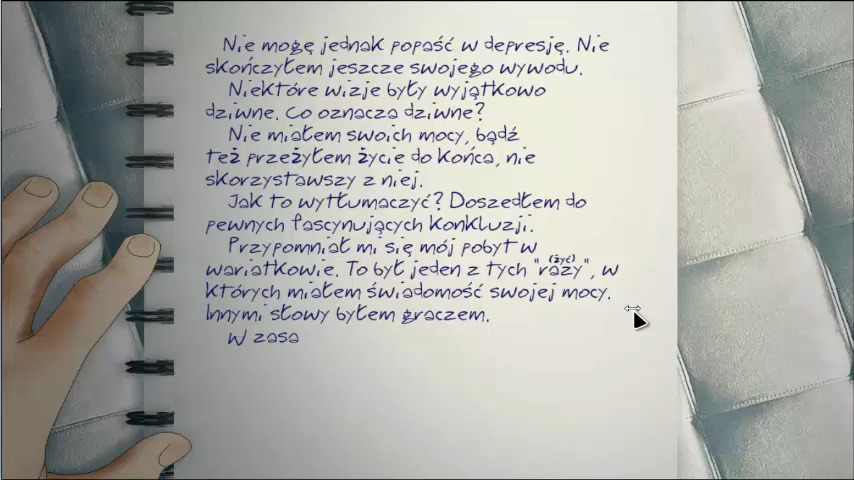 Nie mogę jednak popaść w depresję. Nie
skończyłem jeszcze swojego wywodu.
Niektóre wizje były wyjątkowo
dziwne. Co oznacza dziwne?
Nie miałem swoich mocy, bądź
też przeżyłem życie do końca, nie
skorzystawszy z niej.
Jak to wytłumaczyć? Doszedłem do
pewnych fascynujących konkluzji.
Przypomniał mi się mój pobyt w
wariatkowie. To był jeden z tych "razy", w
(żyć)
których miałem świadomość swojej mocy.
Innymi słowy byłem graczem.
W zasa